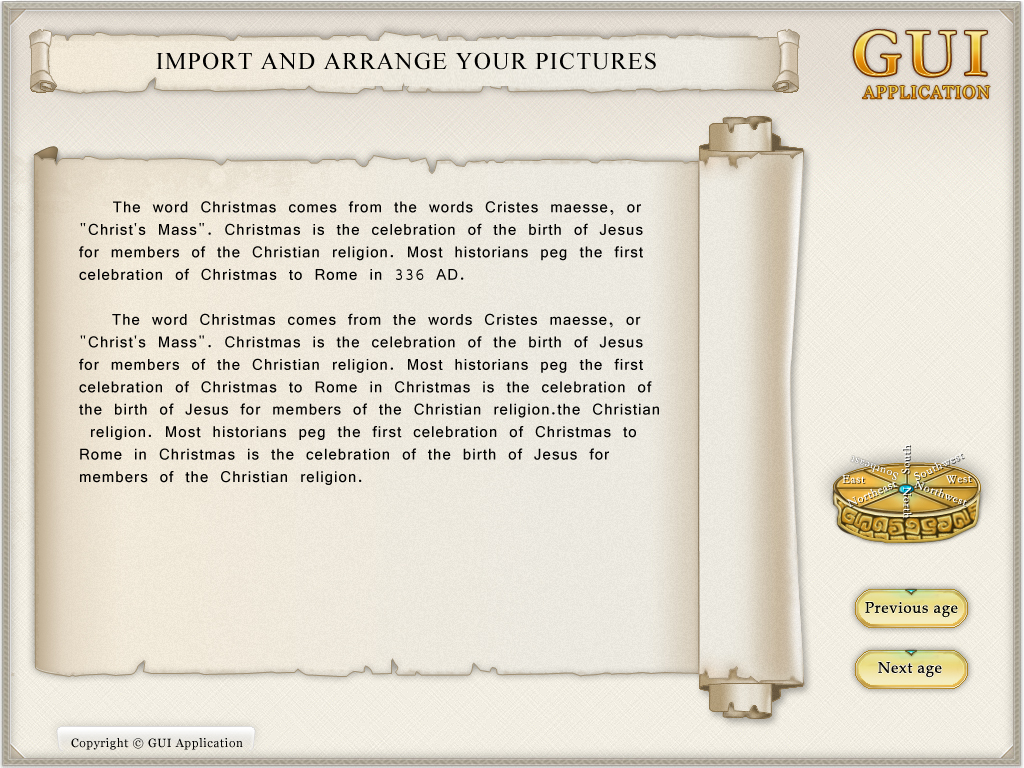 IMPORT AND ARRANGE YOUR PICTURES
GUI
APPLICATION
The word Christmas comes from the words Cristes maesse, or
"Christ's Mass". Christmas is the celebration of the birth of Jesus
for members of the Christian religion. Most historians peg the first
celebration of Christmas to Rome in 336 AD.
The word Christmas comes from the words Cristes maesse, or
"Christ's Mass". Christmas is the celebration of the birth of Jesus
for members of the Christian religion. Most historians peg the first
celebration of Christmas to Rome in Christmas is the celebration of
the birth of Jesus for members of the Christian religion.the Christian
religion. Most historians peg the first celebration of Christmas to
Rome in Christmas is the celebration of the birth of Jesus for
members of the Christian religion.
South
Southeast
Southwest
East
West
Northeast
Northwest
North
Previous age
Next age
Copyright © GUI Application